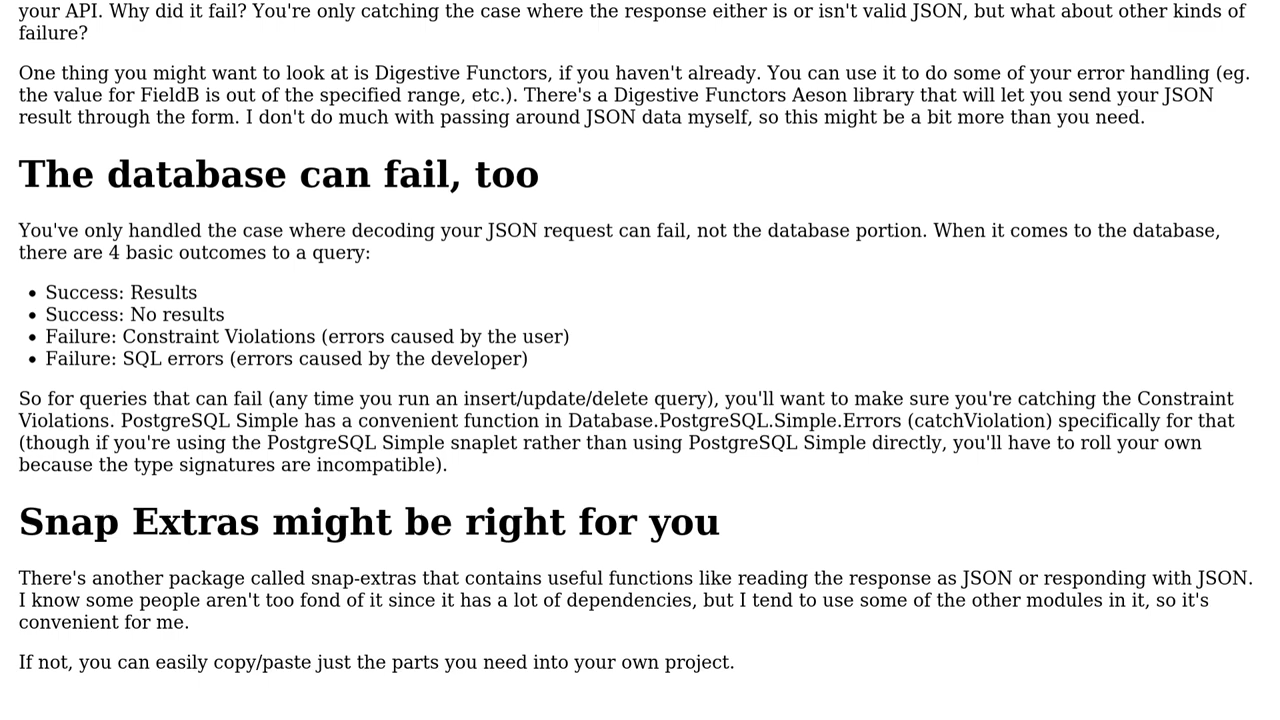 your API. Why did it fail? You're only catching the case where the response either is or isn't valid JSON, but what about other kinds of
failure?
One thing you might want to look at is Digestive Functors, if you haven't already. You can use it to do some of your error handling (eg.
the value for FieldB is out of the specified range, etc.). There's a Digestive Functors Aeson library that will let you send your JSON
result through the form. I don't do much with passing around JSON data myself, so this might be a bit more than you need.
The database can fail, too
You've only handled the case where decoding your JSON request can fail, not the database portion. When it comes to the database,
there are 4 basic outcomes to a query:
• Success: Results
• Success: No results
• Failure: Constraint Violations (errors caused by the user)
• Failure: SQL errors (errors caused by the developer)
So for queries that can fail (any time you run an insert/update/delete query), you'll want to make sure you're catching the Constraint
Violations. PostgreSQL Simple has a convenient function in Database.PostgreSQL.Simple.Errors (catchViolation) specifically for that
(though if you're using the PostgreSQL Simple snaplet rather than using PostgreSQL Simple directly, you'll have to roll your own
because the type signatures are incompatible).
Snap Extras might be right for you
There's another package called snap-extras that contains useful functions like reading the response as JSON or responding with JSON.
I know some people aren't too fond of it since it has a lot of dependencies, but I tend to use some of the other modules in it, so it's
convenient for me.
If not, you can easily copy/paste just the parts you need into your own project.